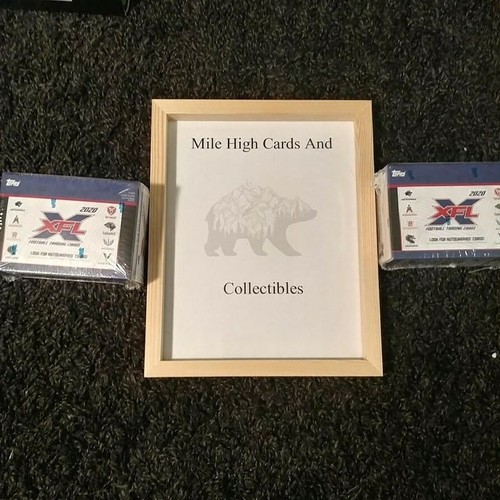 Mile High Cards And
Collectibles
Topps
2020
XFL
FOOTBALL TRADING CARDS
LOOK FOR AUTOGRAPHED CARDS!
Topps
2020
XFL
FOOTBALL TRADING CARDS
LOOK FOR AUTOGRAPHED CARDS!